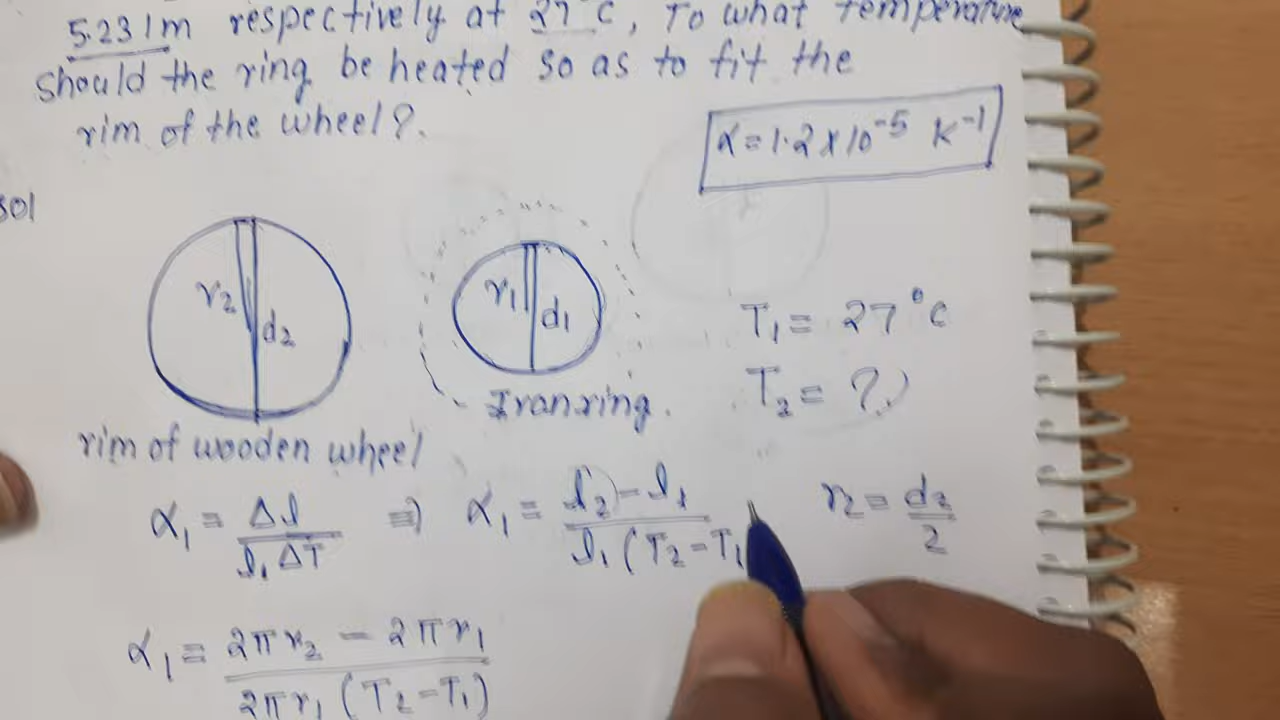 5.231m respectively at 27°C, To what temperature
should the ring be heated so as to fit the
rim of the wheel?.
α = 1.2 x 10⁻⁵ K⁻¹
sol
r₂
d₂
r₁
d₁
T₁ = 27°C
T₂ = ?
Iron ring.
rim of wooden wheel
α₁ = Δl / l₁ΔT ⇒ α₁ = l₂ - l₁ / l₁(T₂-T₁ r₂ = d₂ / 2
α₁ = 2πr₂ - 2πr₁ / 2πr₁(T₂-T₁)